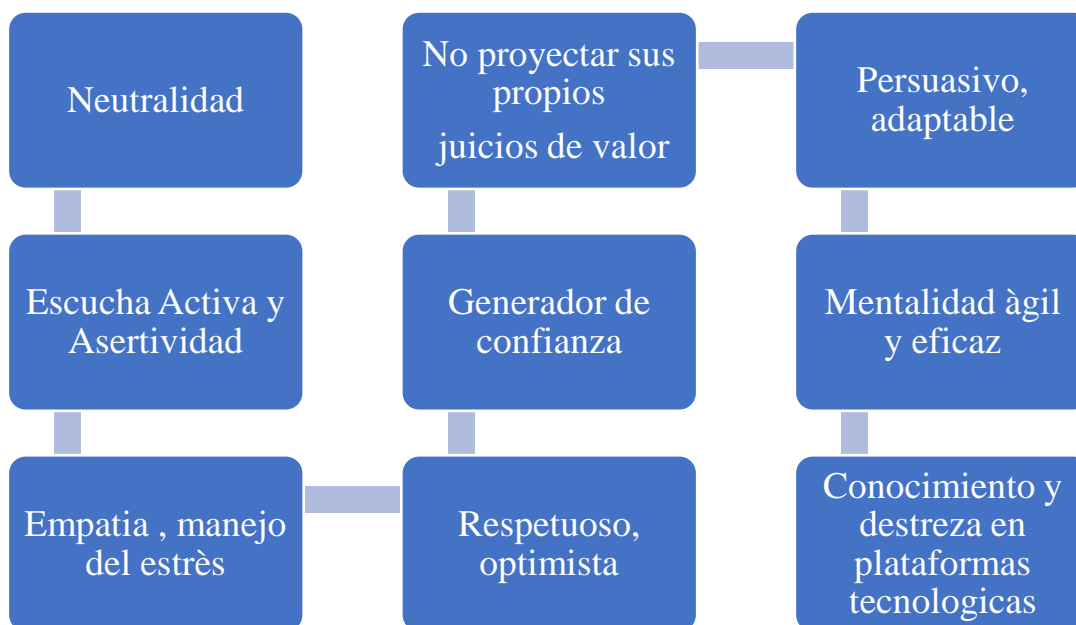 Neutralidad
Escucha Activa y
Asertividad
Empatia , manejo
del estrès
Respetuoso,
optimista
Generador de
confianza
No proyectar sus
propios
juicios de valor
Persuasivo,
adaptable
Mentalidad àgil
y eficaz
Conocimiento y
destreza en
plataformas
tecnologicas